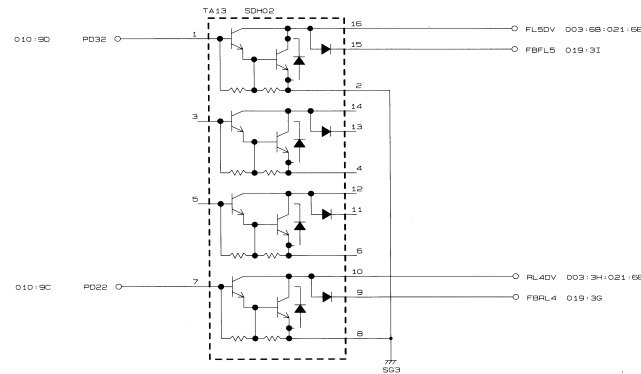 TA13 SDH02
16 FL5DV D03:6B:021:6E
010:9D PD32 1
15 FBFL5 019:3I
2
14
3
13
4
12
5
11
6
10 RL4DV D03:3H:021:6E
010:9C PD22 7
9 FBRL4 019:3G
8
SG3